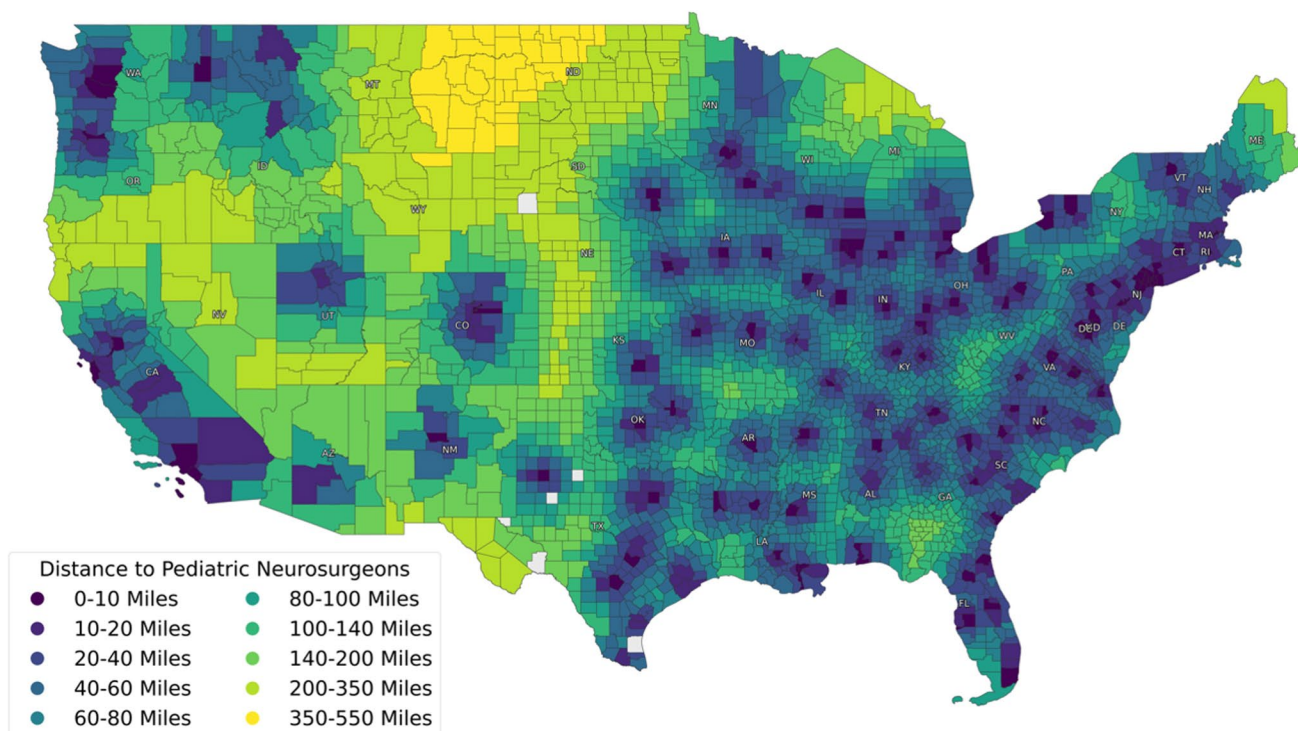 WA
MT
ND
MN
ME
ID
SD
WI
MI
OR
WY
VT
NH
NY
MA
NE
IA
CT RI
PA
NV
UT
CO
IL
IN
OH
NJ
KS
MO
WV
DE
CA
KY
VA
OK
TN
NC
AZ
NM
AR
SC
MS
AL
GA
TX
LA
FL
Distance to Pediatric Neurosurgeons
0-10 Miles
10-20 Miles
20-40 Miles
40-60 Miles
60-80 Miles
80-100 Miles
100-140 Miles
140-200 Miles
200-350 Miles
350-550 Miles